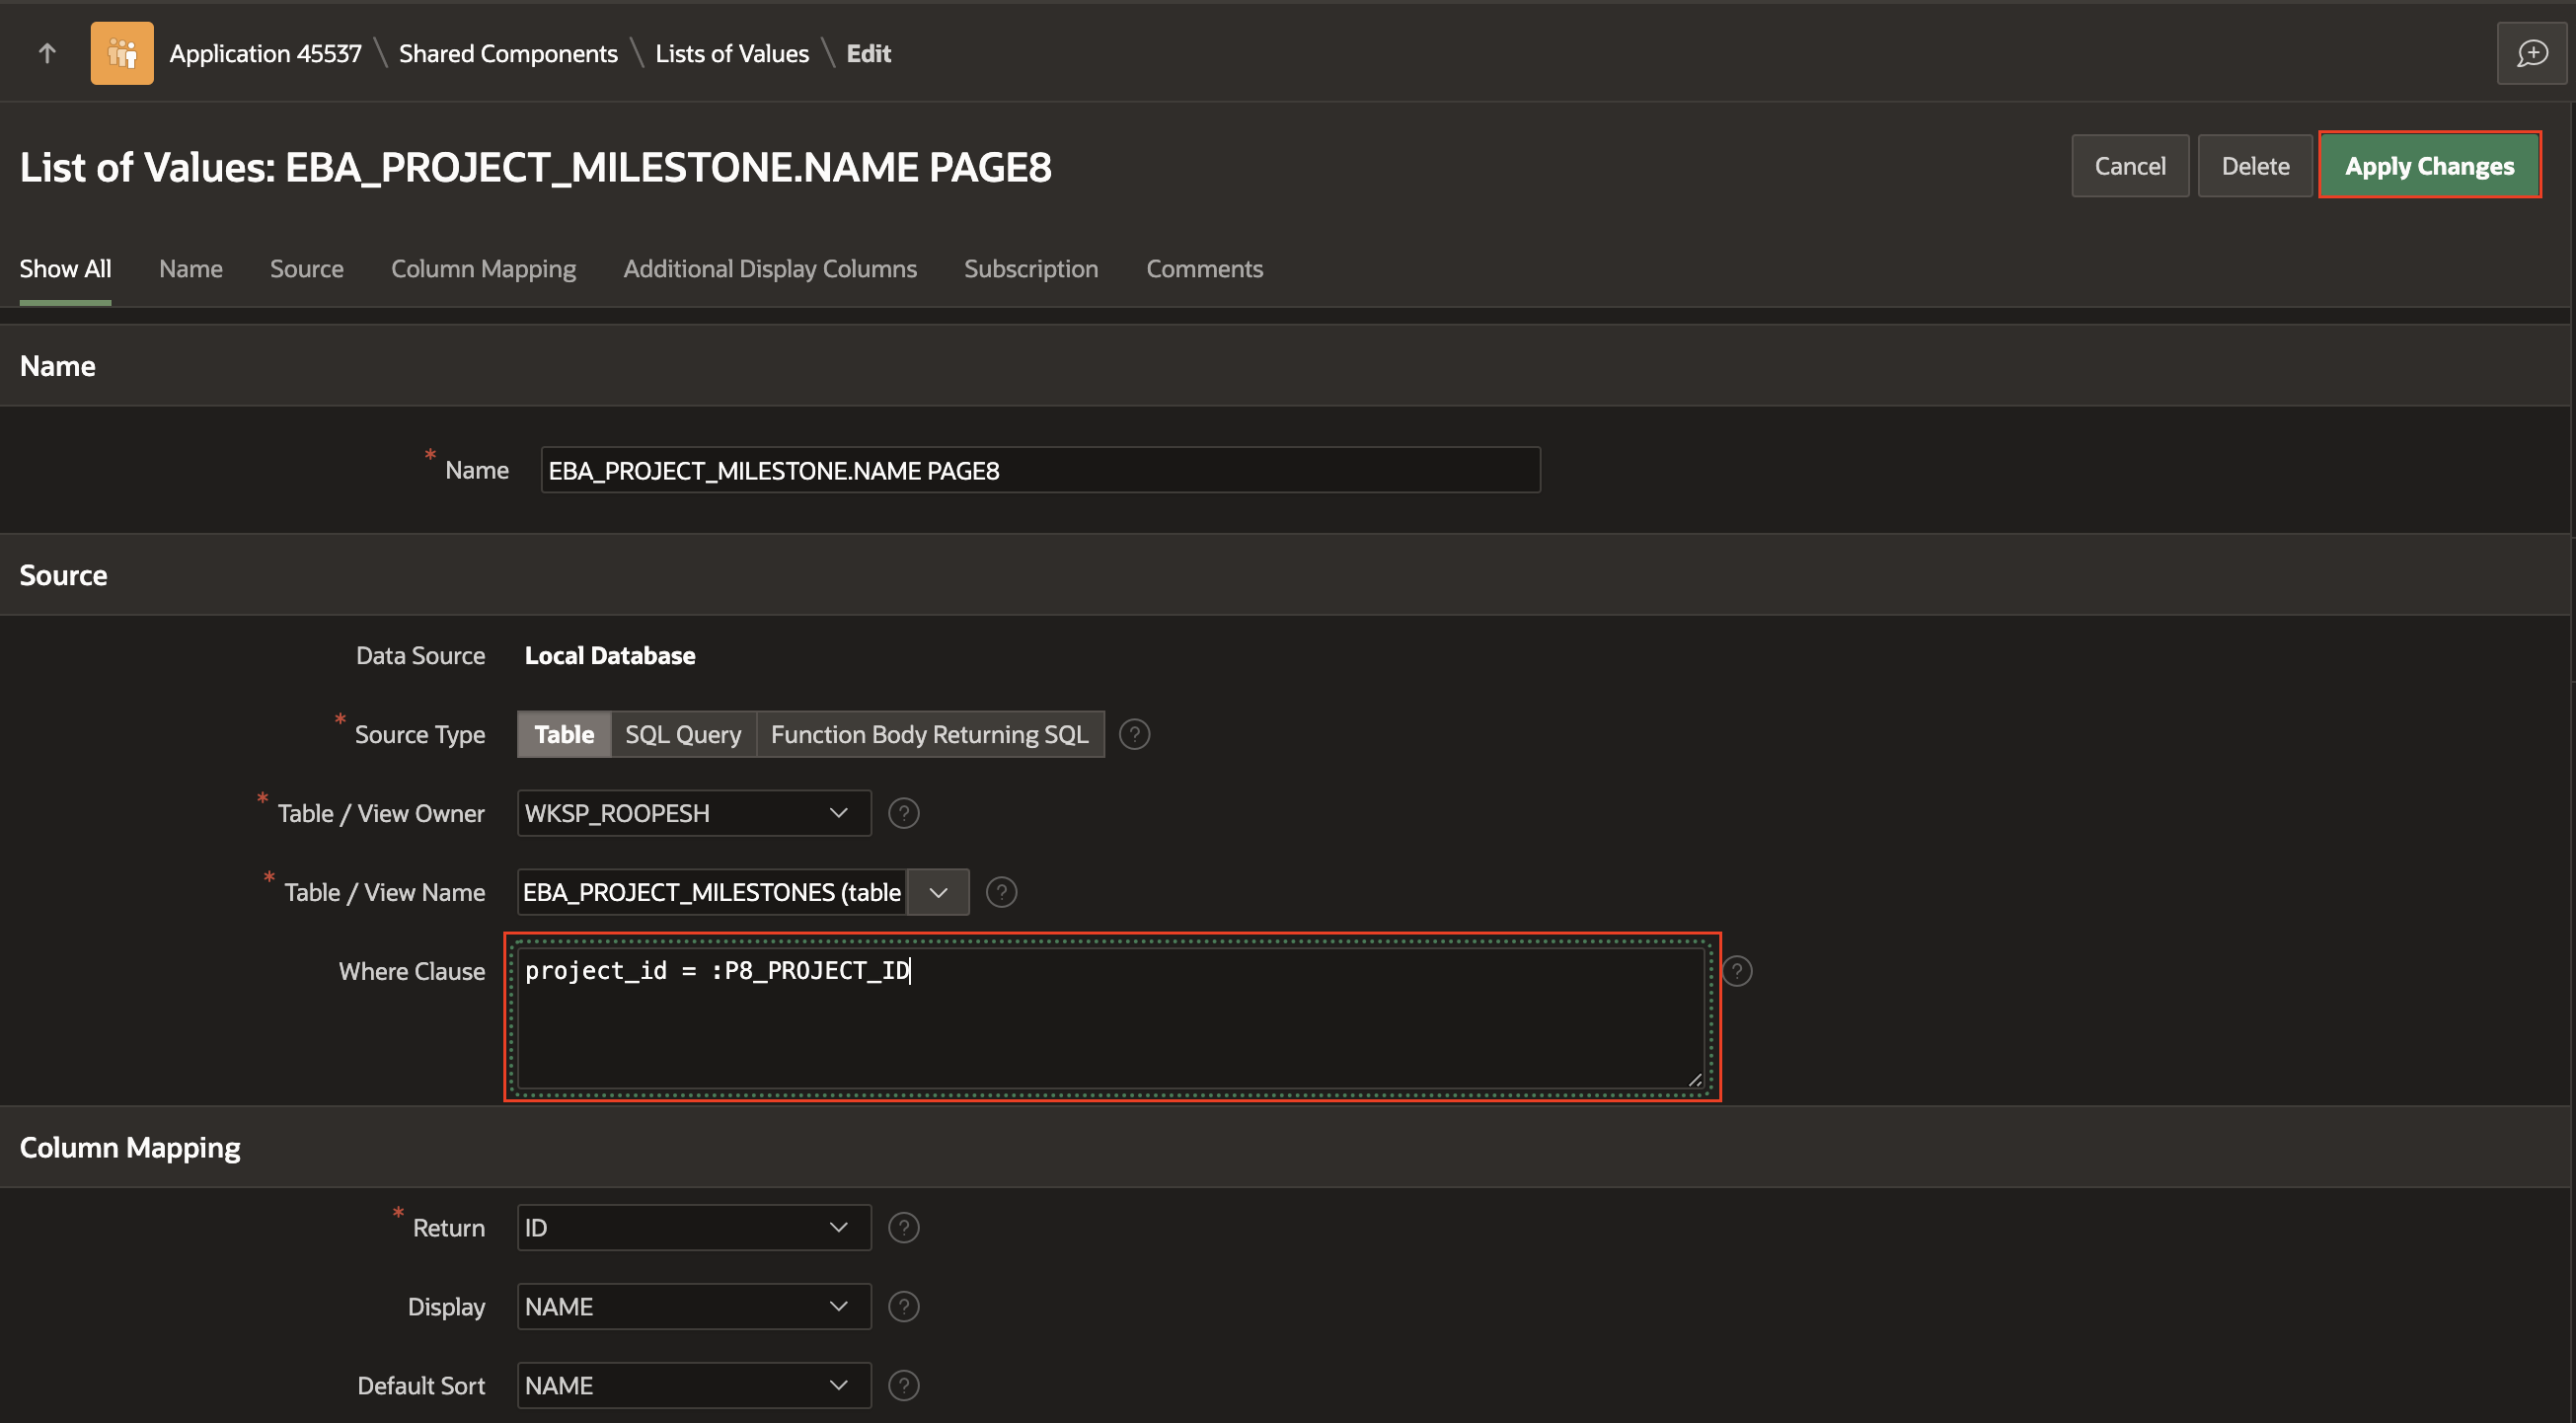 Application 45537 \ Shared Components \ Lists of Values \ Edit
List of Values: EBA_PROJECT_MILESTONE.NAME PAGE8
Cancel Delete Apply Changes
Show All Name Source Column Mapping Additional Display Columns Subscription Comments
Name
* Name EBA_PROJECT_MILESTONE.NAME PAGE8
Source
Data Source Local Database
* Source Type Table SQL Query Function Body Returning SQL ?
* Table / View Owner WKSP_ROOPESH ?
* Table / View Name EBA_PROJECT_MILESTONES (table ?
Where Clause project_id = :P8_PROJECT_ID ?
Column Mapping
* Return ID ?
Display NAME ?
Default Sort NAME ?